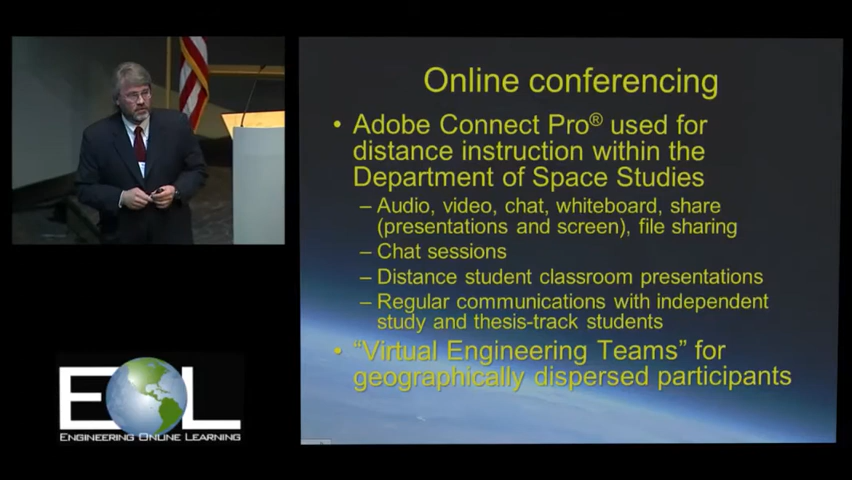 Online conferencing
• Adobe Connect Pro® used for
distance instruction within the
Department of Space Studies
– Audio, video, chat, whiteboard, share
(presentations and screen), file sharing
– Chat sessions
– Distance student classroom presentations
– Regular communications with independent
study and thesis-track students
• “Virtual Engineering Teams” for
geographically dispersed participants
EOL
ENGINEERING ONLINE LEARNING